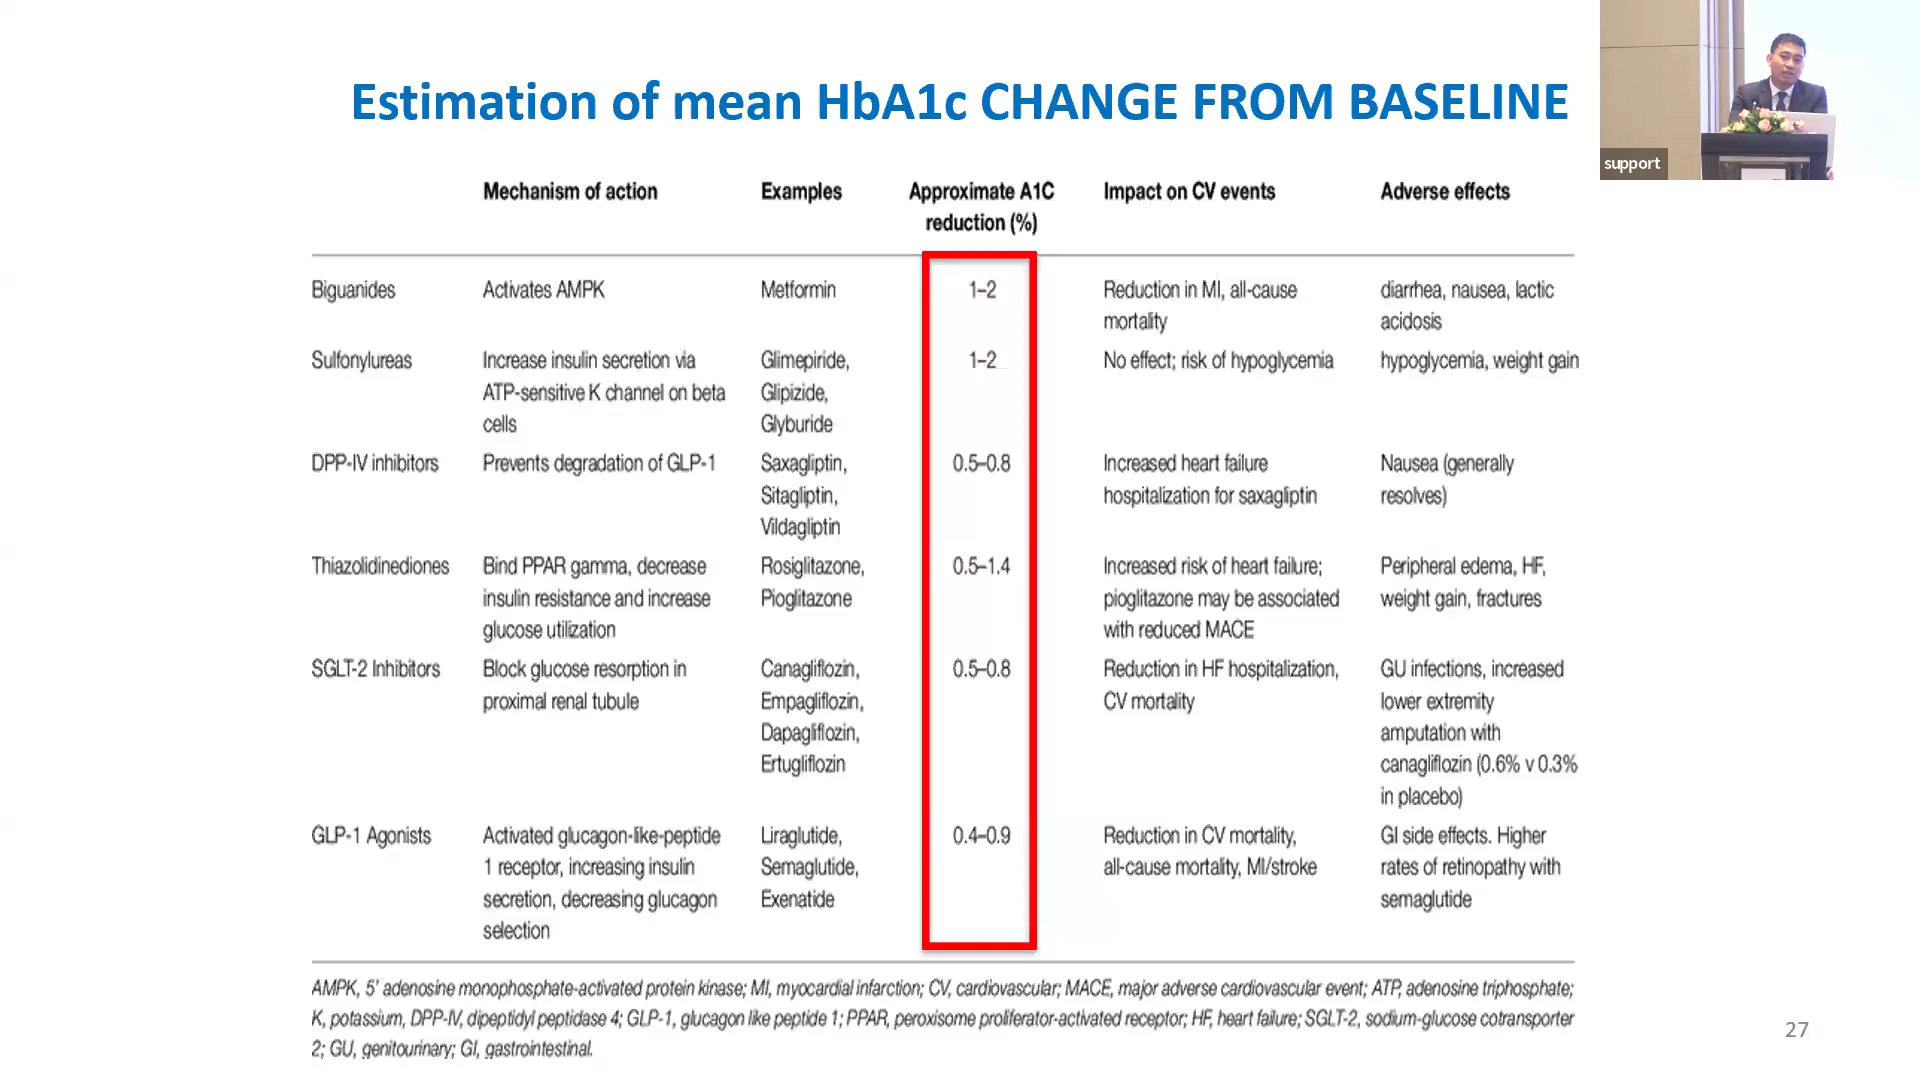 Estimation of mean HbA1c CHANGE FROM BASELINE
support
Mechanism of action Examples Approximate A1C reduction (%) Impact on CV events Adverse effects
Biguanides Activates AMPK Metformin 1–2 Reduction in MI, all-cause mortality diarrhea, nausea, lactic acidosis
Sulfonylureas Increase insulin secretion via ATP-sensitive K channel on beta cells Glimepiride, Glipizide, Glyburide 1–2 No effect; risk of hypoglycemia hypoglycemia, weight gain
DPP-IV inhibitors Prevents degradation of GLP-1 Saxagliptin, Sitagliptin, Vildagliptin 0.5–0.8 Increased heart failure hospitalization for saxagliptin Nausea (generally resolves)
Thiazolidinediones Bind PPAR gamma, decrease insulin resistance and increase glucose utilization Rosiglitazone, Pioglitazone 0.5–1.4 Increased risk of heart failure; pioglitazone may be associated with reduced MACE Peripheral edema, HF, weight gain, fractures
SGLT-2 Inhibitors Block glucose resorption in proximal renal tubule Canagliflozin, Empagliflozin, Dapagliflozin, Ertugliflozin 0.5–0.8 Reduction in HF hospitalization, CV mortality GU infections, increased lower extremity amputation with canagliflozin (0.6% v 0.3% in placebo)
GLP-1 Agonists Activated glucagon-like-peptide 1 receptor, increasing insulin secretion, decreasing glucagon selection Liraglutide, Semaglutide, Exenatide 0.4–0.9 Reduction in CV mortality, all-cause mortality, MI/stroke GI side effects. Higher rates of retinopathy with semaglutide
AMPK, 5' adenosine monophosphate-activated protein kinase; MI, myocardial infarction; CV, cardiovascular; MACE, major adverse cardiovascular event; ATP, adenosine triphosphate;
K, potassium, DPP-IV, dipeptidyl peptidase 4; GLP-1, glucagon like peptide 1; PPAR, peroxisome proliferator-activated receptor; HF, heart failure; SGLT-2, sodium-glucose cotransporter
2; GU, genitourinary; GI, gastrointestinal.
27